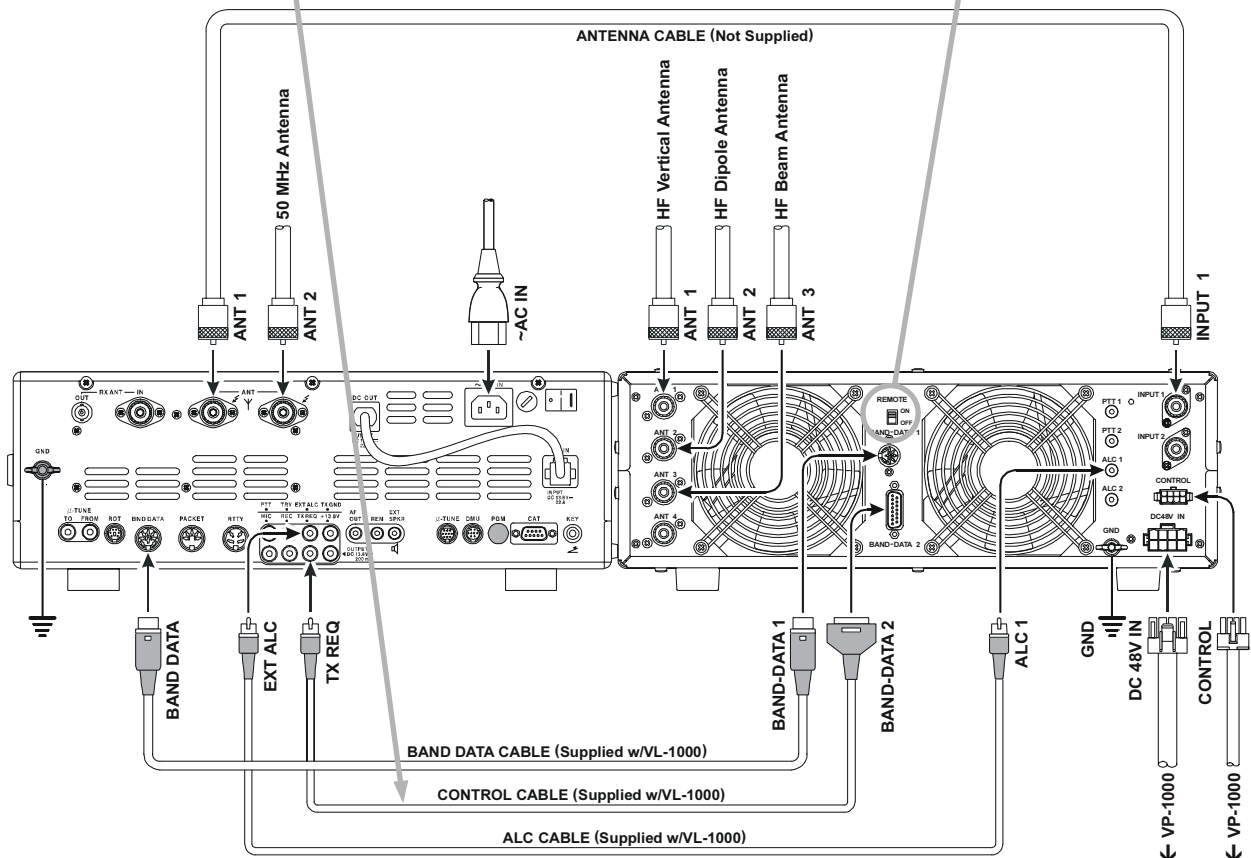 ANTENNA CABLE (Not Supplied)
50 MHz Antenna
HF Vertical Antenna
HF Dipole Antenna
HF Beam Antenna
ANT 1
ANT 2
~AC IN
ANT 1
ANT 2
ANT 3
INPUT 1
RX ANT
IN
OUT
ANT
DC OUT
IN
GND
INPUT
µ-TUNE
TO
FROM
ROT
BND DATA
PACKET
RTTY
PTT
TRV
EXT ALC
TX GND
MIC
REC
TX REQ
+13.8V
AF OUT
REM
EXT SPKR
µ-TUNE
DMU
PGM
CAT
KEY
ANT 2
ANT 3
ANT 4
REMOTE
ON
OFF
BAND-DATA 1
BAND-DATA 2
PTT 1
PTT 2
ALC 1
ALC 2
INPUT 1
INPUT 2
CONTROL
DC48V IN
GND
BAND DATA
EXT ALC
TX REQ
BAND-DATA 1
BAND-DATA 2
ALC 1
GND
DC 48V IN
CONTROL
BAND DATA CABLE (Supplied w/VL-1000)
CONTROL CABLE (Supplied w/VL-1000)
ALC CABLE (Supplied w/VL-1000)
← VP-1000
← VP-1000